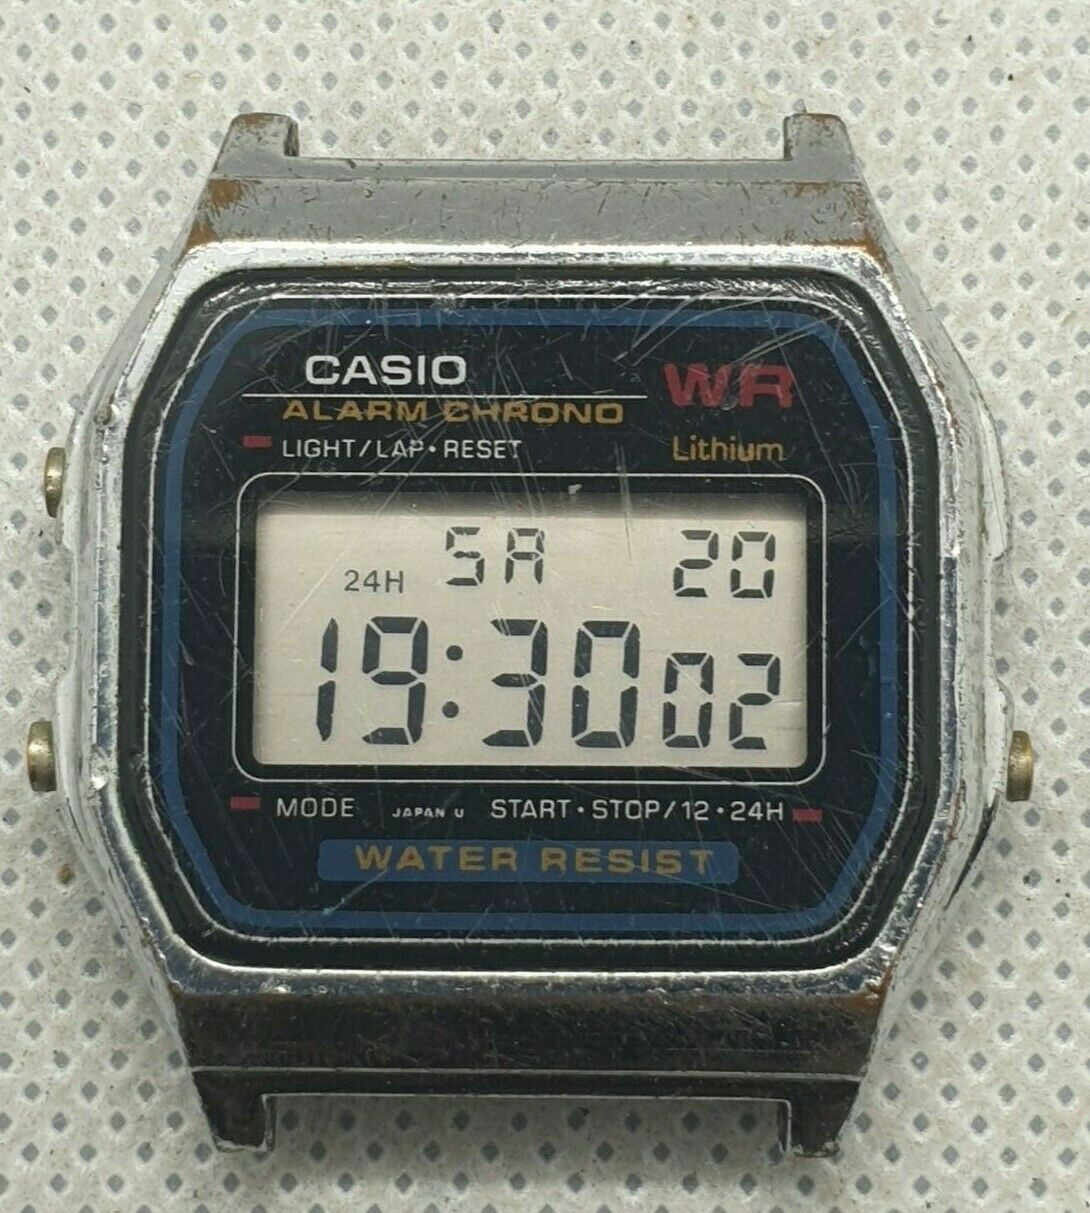 CASIO WR
ALARM CHRONO
LIGHT/LAP•RESET Lithium
SA 20
24H
19:30 02
MODE JAPAN U START•STOP/12•24H
WATER RESIST